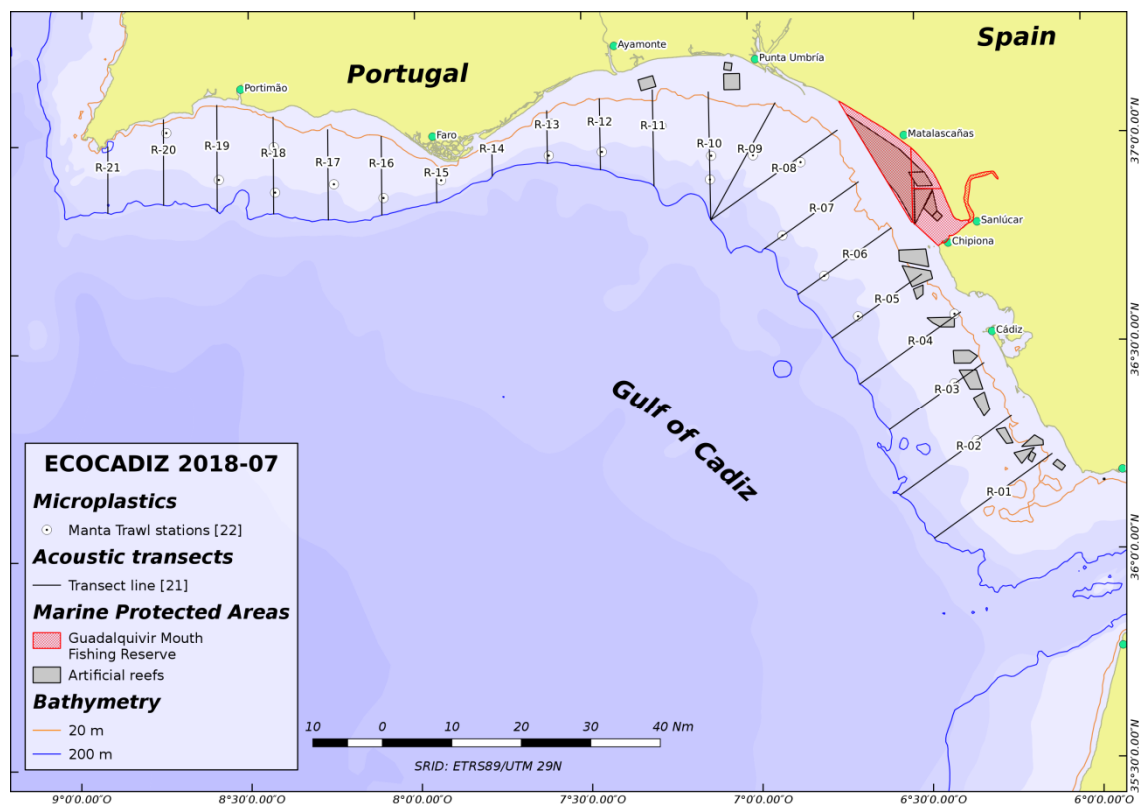 Spain
Portugal
Ayamonte
Punta Umbría
Portimão
Faro
Matalascañas
Sanlúcar
Chipiona
Cádiz
R-21
R-20
R-19
R-18
R-17
R-16
R-15
R-14
R-13
R-12
R-11
R-10
R-09
R-08
R-07
R-06
R-05
R-04
R-03
R-02
R-01
Gulf of Cadiz
ECOCADIZ 2018-07
Microplastics
Manta Trawl stations [22]
Acoustic transects
Transect line [21]
Marine Protected Areas
Guadalquivir Mouth
Fishing Reserve
Artificial reefs
Bathymetry
20 m
200 m
10 0 10 20 30 40 Nm
SRID: ETRS89/UTM 29N
37°0'0.00"N
36°30'0.00"N
36°0'0.00"N
35°30'0.00"N
9°0'0.00"O 8°30'0.00"O 8°0'0.00"O 7°30'0.00"O 7°0'0.00"O 6°30'0.00"O 6°0'0.00"O